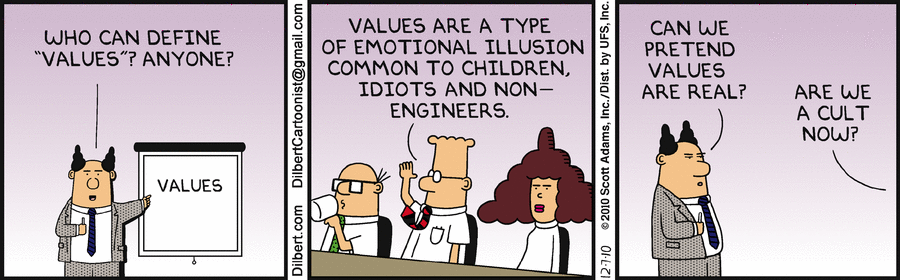 WHO CAN DEFINE
"VALUES"? ANYONE?
VALUES
DilbertCartoonist@gmail.com
Dilbert.com
VALUES ARE A TYPE
OF EMOTIONAL ILLUSION
COMMON TO CHILDREN,
IDIOTS AND NON-
ENGINEERS.
12-7-10 ©2010 Scott Adams, Inc./Dist. by UFS, Inc.
CAN WE
PRETEND
VALUES
ARE REAL?
ARE WE
A CULT
NOW?